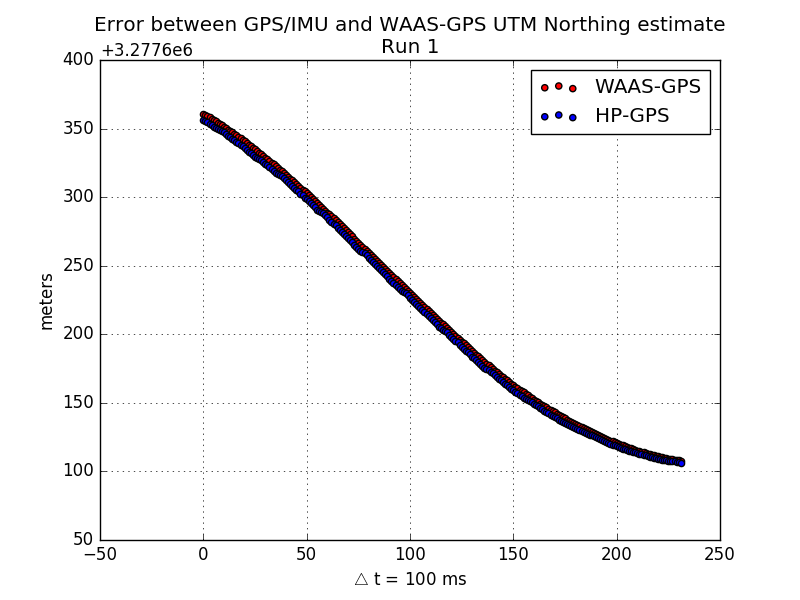 Error between GPS/IMU and WAAS-GPS UTM Northing estimate
Run 1
+3.2776e6
WAAS-GPS
HP-GPS
400
350
300
250
200
150
100
50
meters
−50
0
50
100
150
200
250
△ t = 100 ms